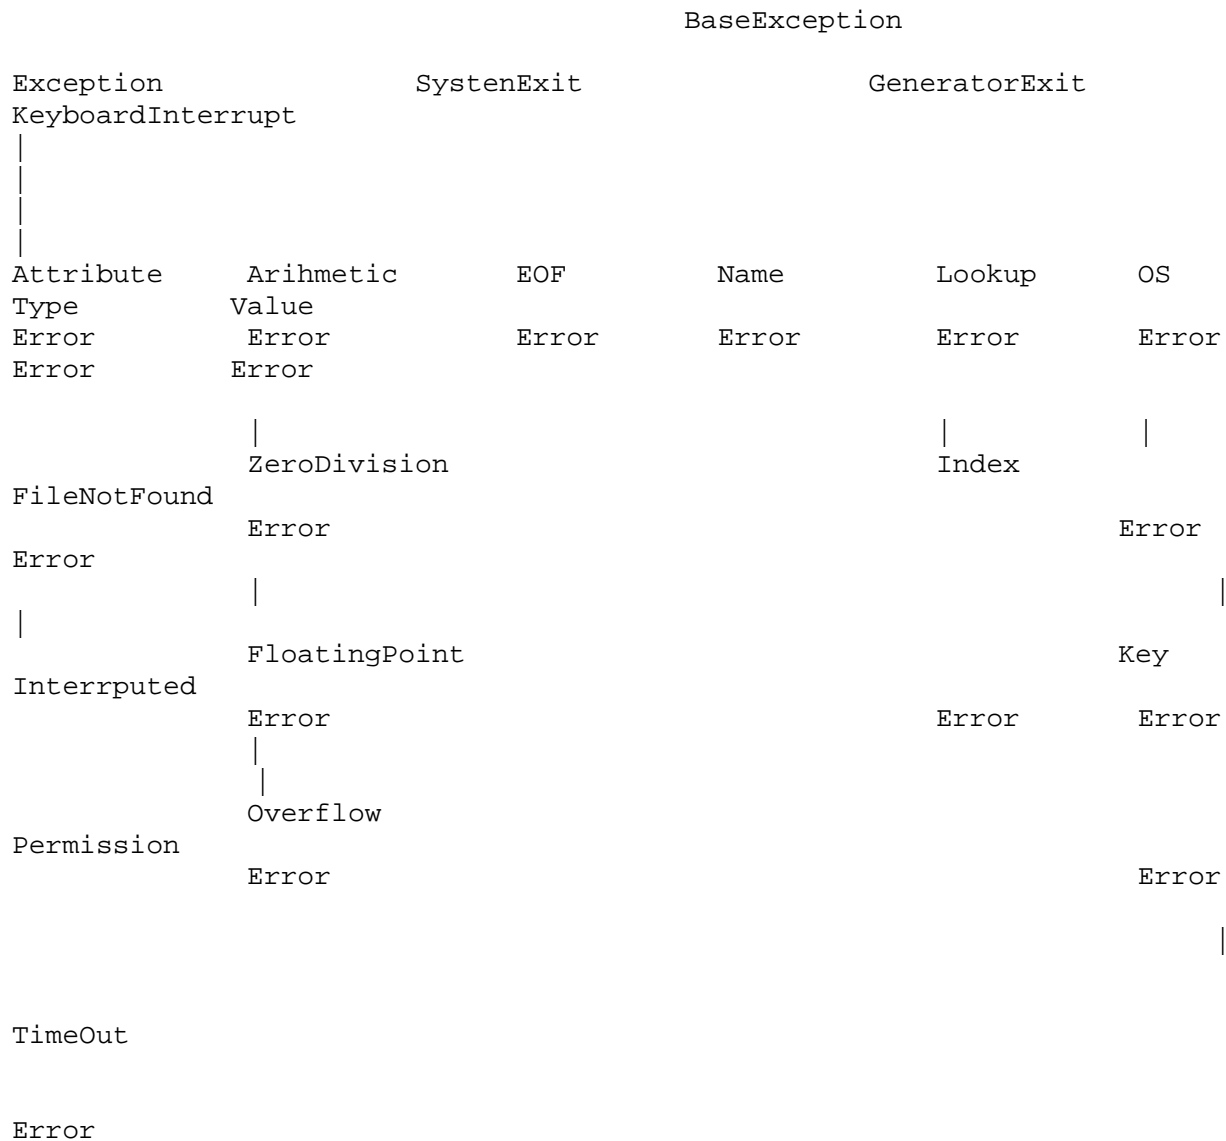 BaseException
Exception SystenExit GeneratorExit
KeyboardInterrupt
|
|
|
|
Attribute Arihmetic EOF Name Lookup OS
Type Value
Error Error Error Error Error Error
Error Error
| | |
ZeroDivision Index
FileNotFound
Error Error
Error
| |
|
FloatingPoint Key
Interrputed
Error Error Error
|
|
Overflow
Permission
Error Error
|
TimeOut
Error